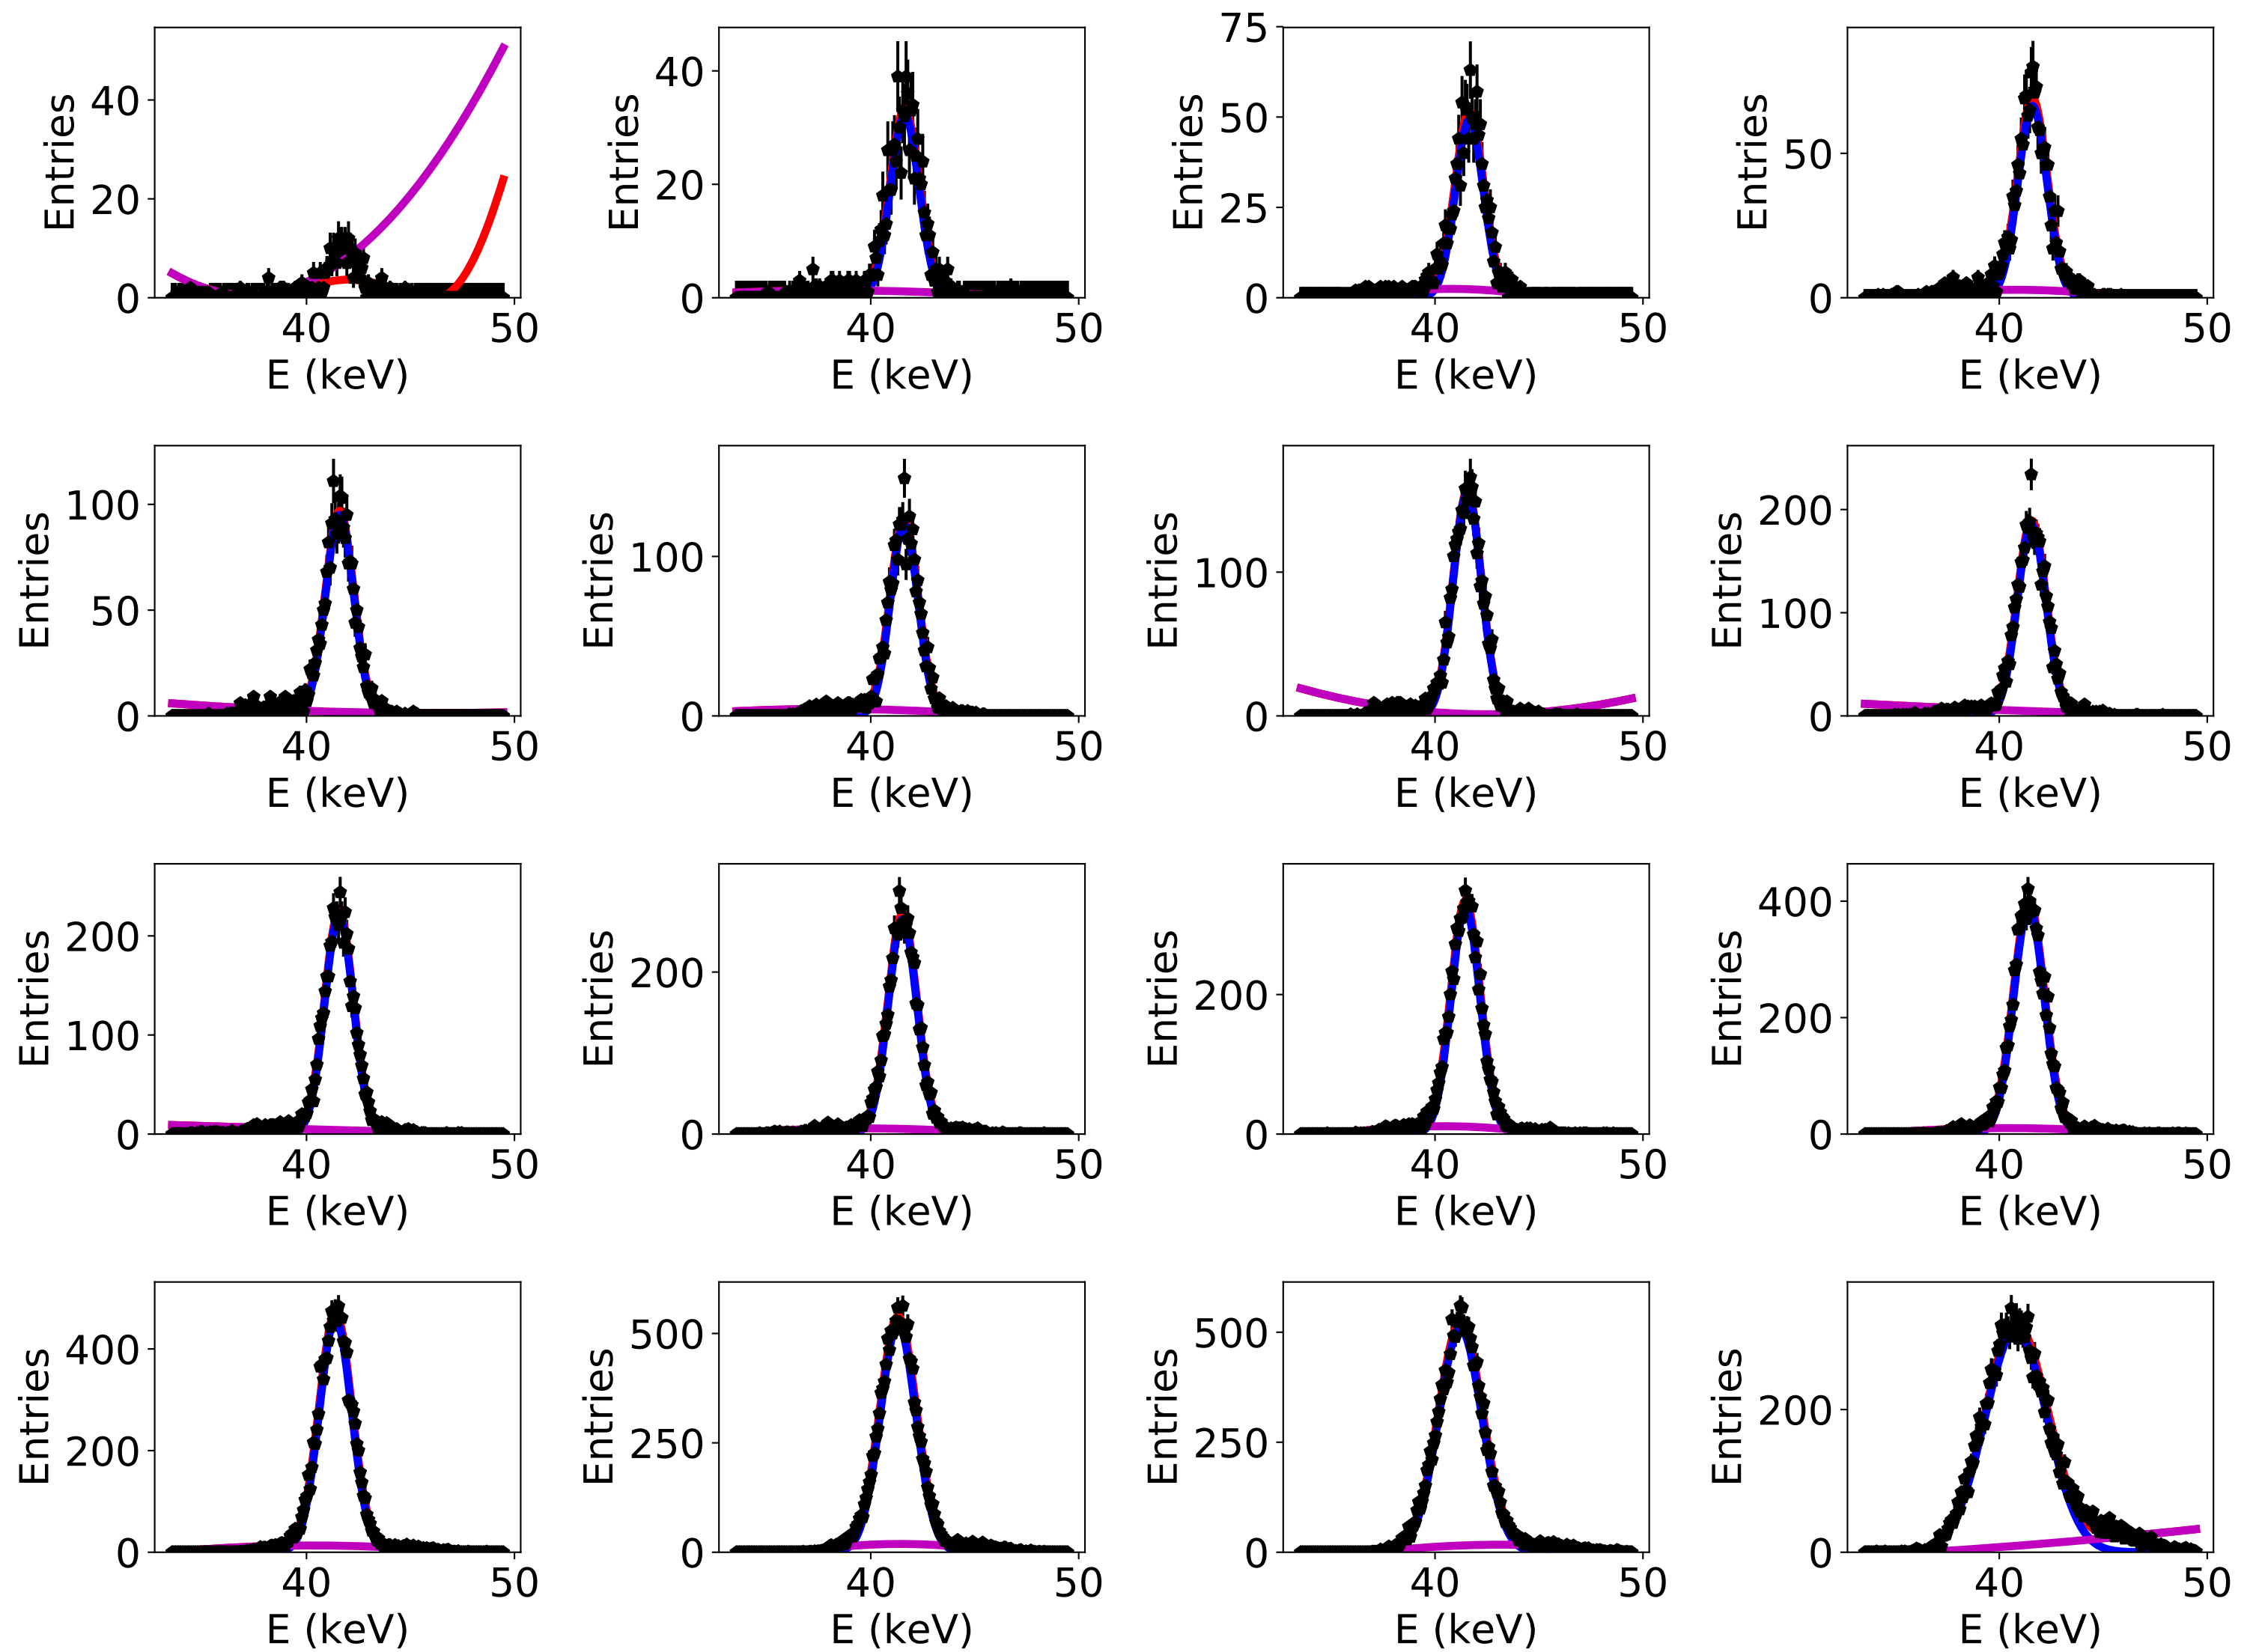 Entries 0 20 40
40 50
E (keV)
Entries 0 20 40
40 50
E (keV)
Entries 0 25 50 75
40 50
E (keV)
Entries 0 50
40 50
E (keV)
Entries 0 50 100
40 50
E (keV)
Entries 0 100
40 50
E (keV)
Entries 0 100
40 50
E (keV)
Entries 0 100 200
40 50
E (keV)
Entries 0 100 200
40 50
E (keV)
Entries 0 200
40 50
E (keV)
Entries 0 200
40 50
E (keV)
Entries 0 200 400
40 50
E (keV)
Entries 0 200 400
40 50
E (keV)
Entries 0 250 500
40 50
E (keV)
Entries 0 250 500
40 50
E (keV)
Entries 0 200
40 50
E (keV)